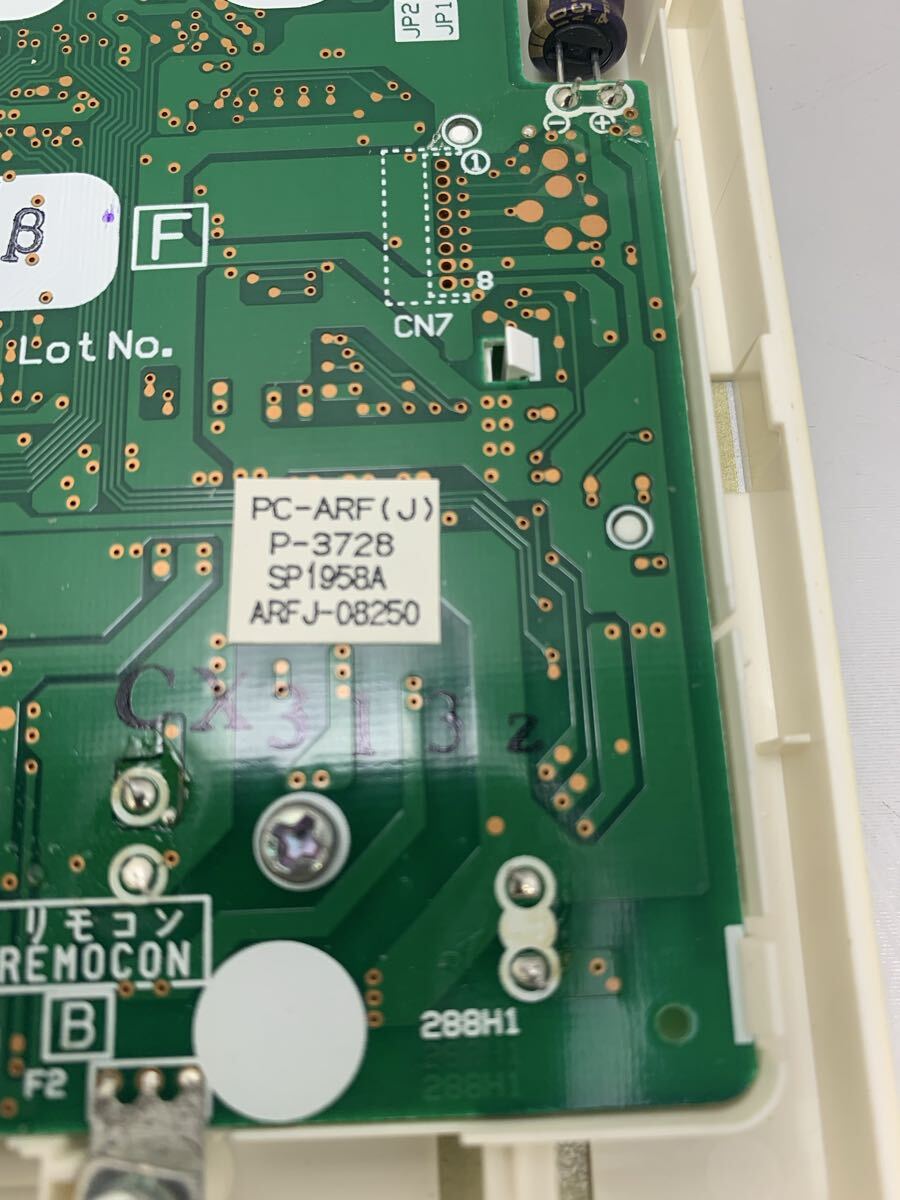 JP2
JP1
⊖ ⊕
①
β
F
8
CN7
Lot No.
PC-ARF(J)
P-3728
SP1958A
ARFJ-08250
CX3132
リモコン
REMOCON
B
288H1
F2